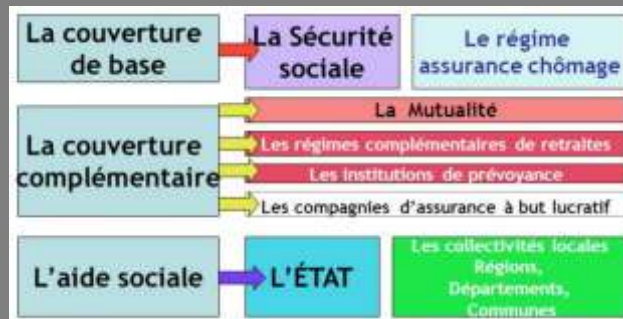 La couverture
de base
La Sécurité
sociale
Le régime
assurance chômage
La couverture
complémentaire
La Mutualité
Les régimes complémentaires de retraites
Les institutions de prévoyance
Les compagnies d'assurance à but lucratif
L'aide sociale
L'ÉTAT
Les collectivités locales
Régions,
Départements,
Communes